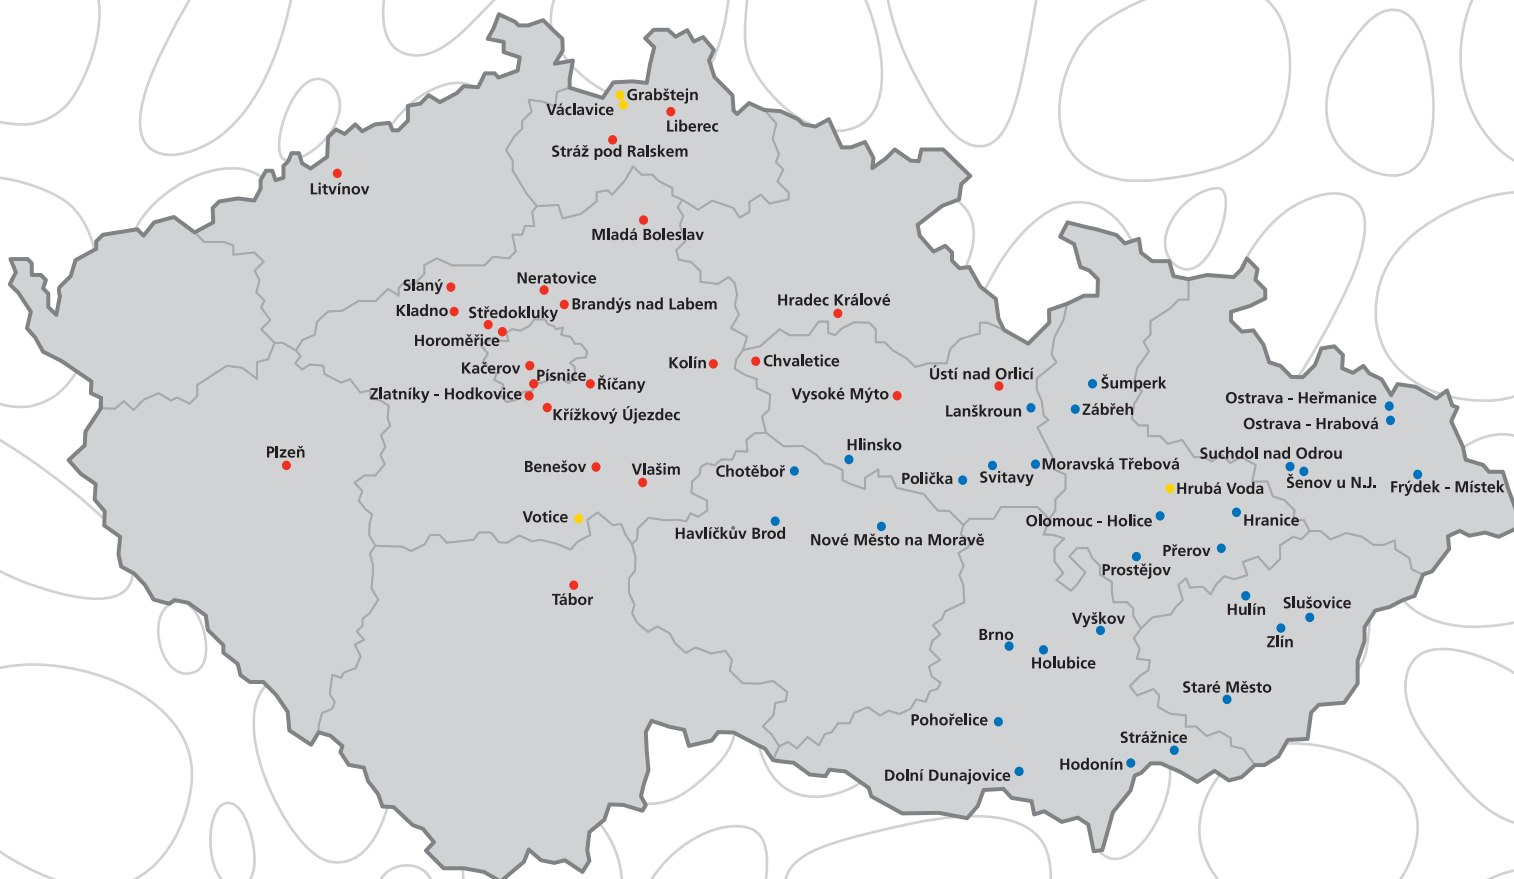 Grabštejn
Václavice
Liberec
Stráž pod Ralskem
Litvínov
Mladá Boleslav
Neratovice
Slaný
Brandýs nad Labem
Hradec Králové
Kladno
Středokluky
Horoměřice
Kačerov
Písnice
Říčany
Kolín
Chvaletice
Zlatníky - Hodkovice
Křížkový Újezdec
Vysoké Mýto
Ústí nad Orlicí
Lanškroun
Šumperk
Zábřeh
Ostrava - Heřmanice
Ostrava - Hrabová
Plzeň
Benešov
Vlašim
Chotěboř
Hlinsko
Polička
Svitavy
Moravská Třebová
Suchdol nad Odrou
Šenov u N.J.
Frýdek - Místek
Hrubá Voda
Votice
Havlíčkův Brod
Nové Město na Moravě
Olomouc - Holice
Hranice
Přerov
Prostějov
Tábor
Hulín
Slušovice
Zlín
Vyškov
Brno
Holubice
Staré Město
Pohořelice
Strážnice
Hodonín
Dolní Dunajovice